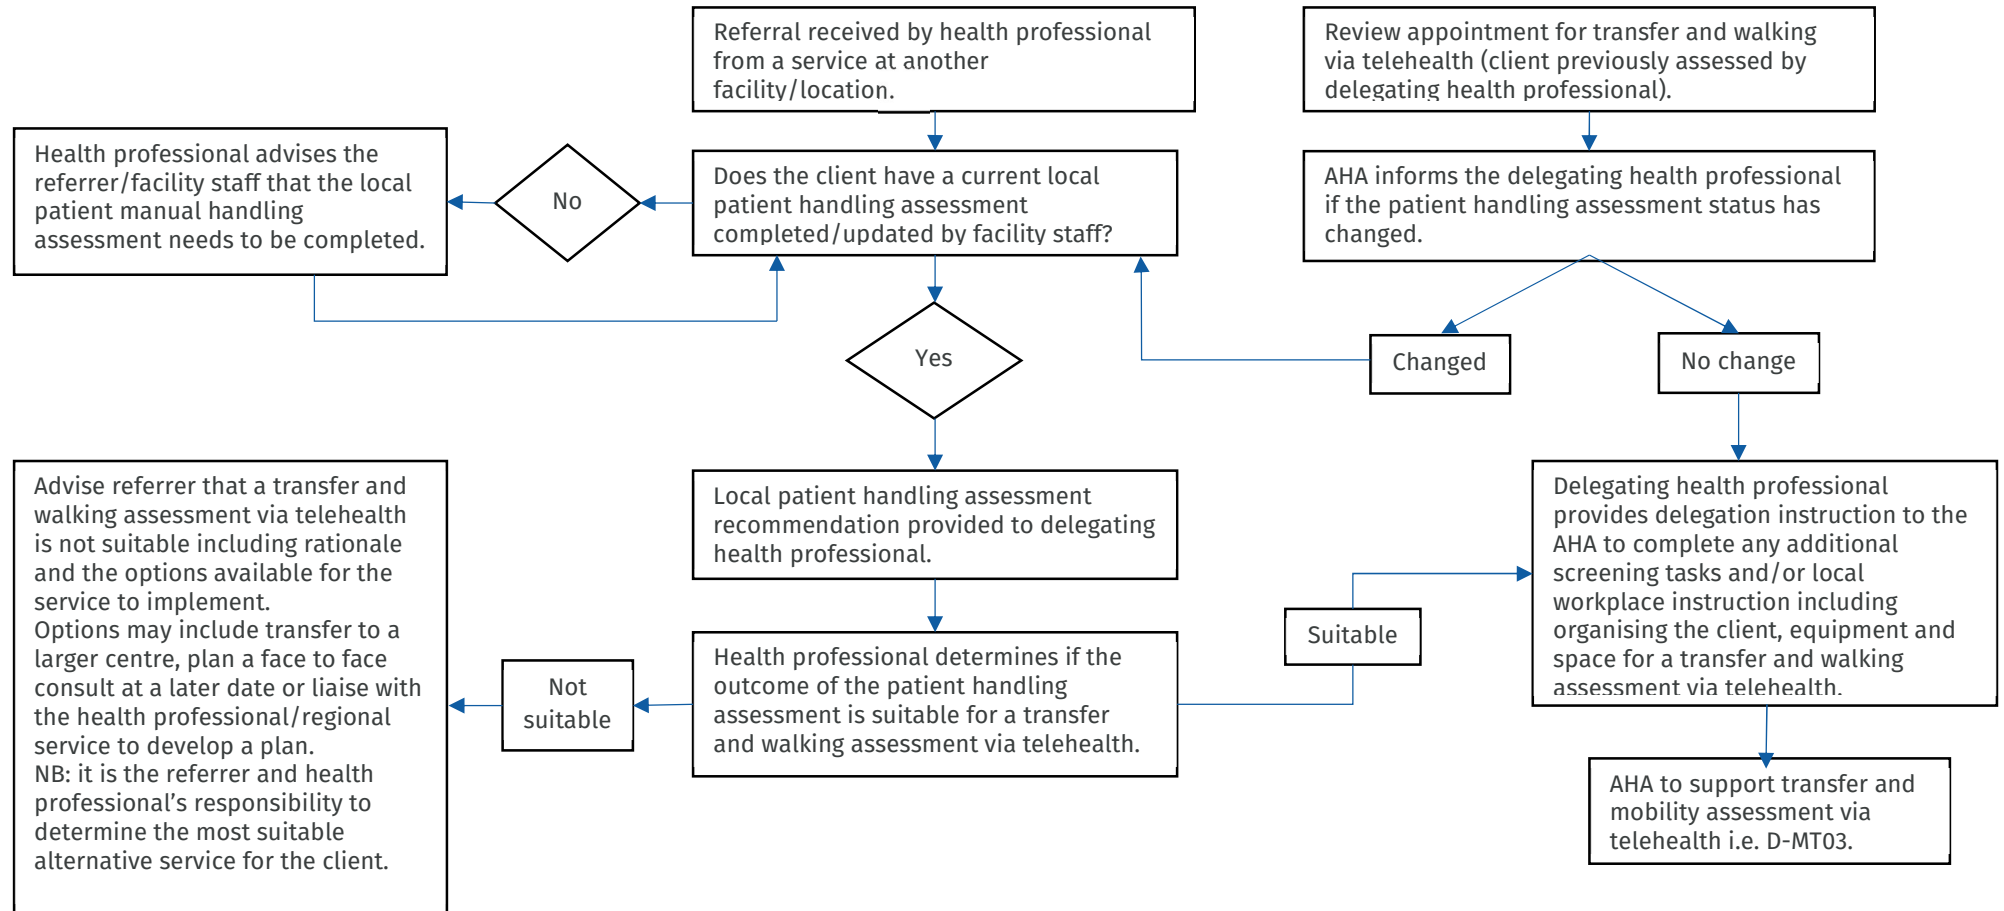 Referral received by health professional
from a service at another
facility/location.
Review appointment for transfer and walking
via telehealth (client previously assessed by
delegating health professional).
Health professional advises the
referrer/facility staff that the local
patient manual handling
assessment needs to be completed.
No
Does the client have a current local
patient handling assessment
completed/updated by facility staff?
AHA informs the delegating health professional
if the patient handling assessment status has
changed.
Yes
Changed
No change
Advise referrer that a transfer and
walking assessment via telehealth
is not suitable including rationale
and the options available for the
service to implement.
Options may include transfer to a
larger centre, plan a face to face
consult at a later date or liaise with
the health professional/regional
service to develop a plan.
NB: it is the referrer and health
professional’s responsibility to
determine the most suitable
alternative service for the client.
Local patient handling assessment
recommendation provided to delegating
health professional.
Not
suitable
Health professional determines if the
outcome of the patient handling
assessment is suitable for a transfer
and walking assessment via telehealth.
Suitable
Delegating health professional
provides delegation instruction to the
AHA to complete any additional
screening tasks and/or local
workplace instruction including
organising the client, equipment and
space for a transfer and walking
assessment via telehealth.
AHA to support transfer and
mobility assessment via
telehealth i.e. D-MT03.